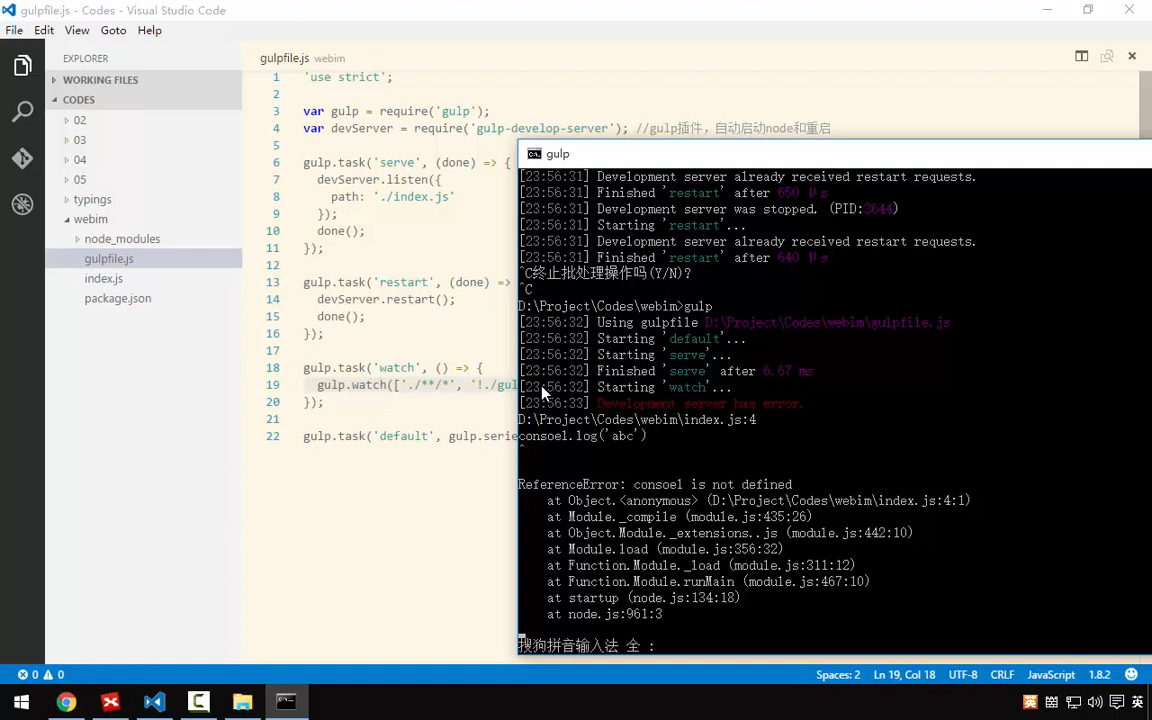 gulpfile.js - Codes - Visual Studio Code
File Edit View Goto Help
EXPLORER
WORKING FILES
CODES
02
03
04
05
typings
webim
node_modules
gulpfile.js
index.js
package.json
gulpfile.js webim
1 'use strict';
2
3 var gulp = require('gulp');
4 var devServer = require('gulp-develop-server'); //gulp插件，自动启动node和重启
5
6 gulp.task('serve', (done) => {
7 devServer.listen({
8 path: './index.js'
9 });
10 done();
11 });
12
13 gulp.task('restart', (done) =>
14 devServer.restart();
15 done();
16 });
17
18 gulp.task('watch', () => {
19 gulp.watch(['./**/*', '!./gul
20 });
21
22 gulp.task('default', gulp.serie
gulp
[23:56:31] Development server already received restart requests.
[23:56:31] Finished 'restart' after 650 μs
[23:56:31] Development server was stopped. (PID:3644)
[23:56:31] Starting 'restart'...
[23:56:31] Development server already received restart requests.
[23:56:31] Finished 'restart' after 640 μs
^C终止批处理操作吗(Y/N)?
^C
D:\Project\Codes\webim>gulp
[23:56:32] Using gulpfile D:\Project\Codes\webim\gulpfile.js
[23:56:32] Starting 'default'...
[23:56:32] Starting 'serve'...
[23:56:32] Finished 'serve' after 6.67 ms
[23:56:32] Starting 'watch'...
[23:56:33] Development server has error.
D:\Project\Codes\webim\index.js:4
consoel.log('abc')
^
ReferenceError: consoel is not defined
at Object.<anonymous> (D:\Project\Codes\webim\index.js:4:1)
at Module._compile (module.js:435:26)
at Object.Module._extensions..js (module.js:442:10)
at Module.load (module.js:356:32)
at Function.Module._load (module.js:311:12)
at Function.Module.runMain (module.js:467:10)
at startup (node.js:134:18)
at node.js:961:3
搜狗拼音输入法 全 :
0 0 Spaces: 2 Ln 19, Col 18 UTF-8 CRLF JavaScript 1.8.2
英 英